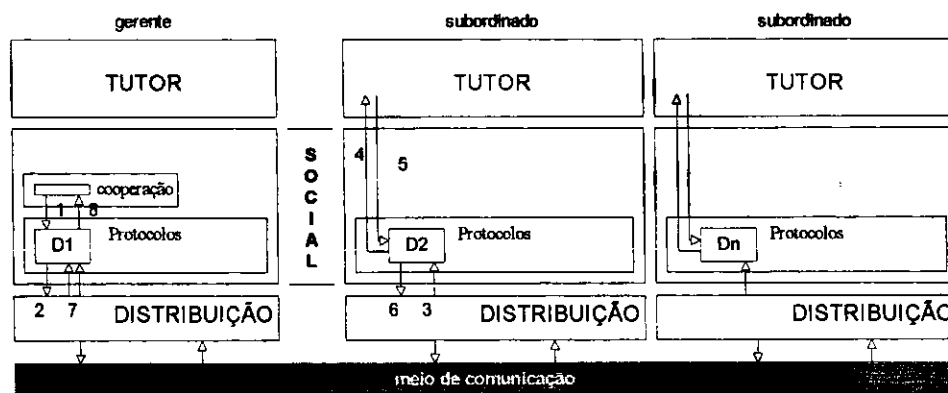 gerente
subordinado
subordinado
TUTOR
TUTOR
TUTOR
SOCIAL
cooperação
1 8
Protocolos
D1
2 7
DISTRIBUIÇÃO
4
5
Protocolos
D2
6 3
DISTRIBUIÇÃO
Protocolos
Dn
DISTRIBUIÇÃO
meio de comunicação